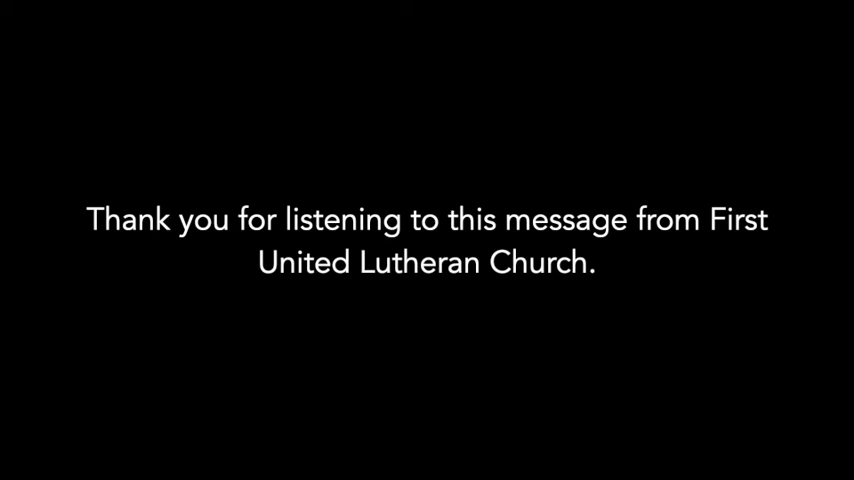 Thank you for listening to this message from First
United Lutheran Church.